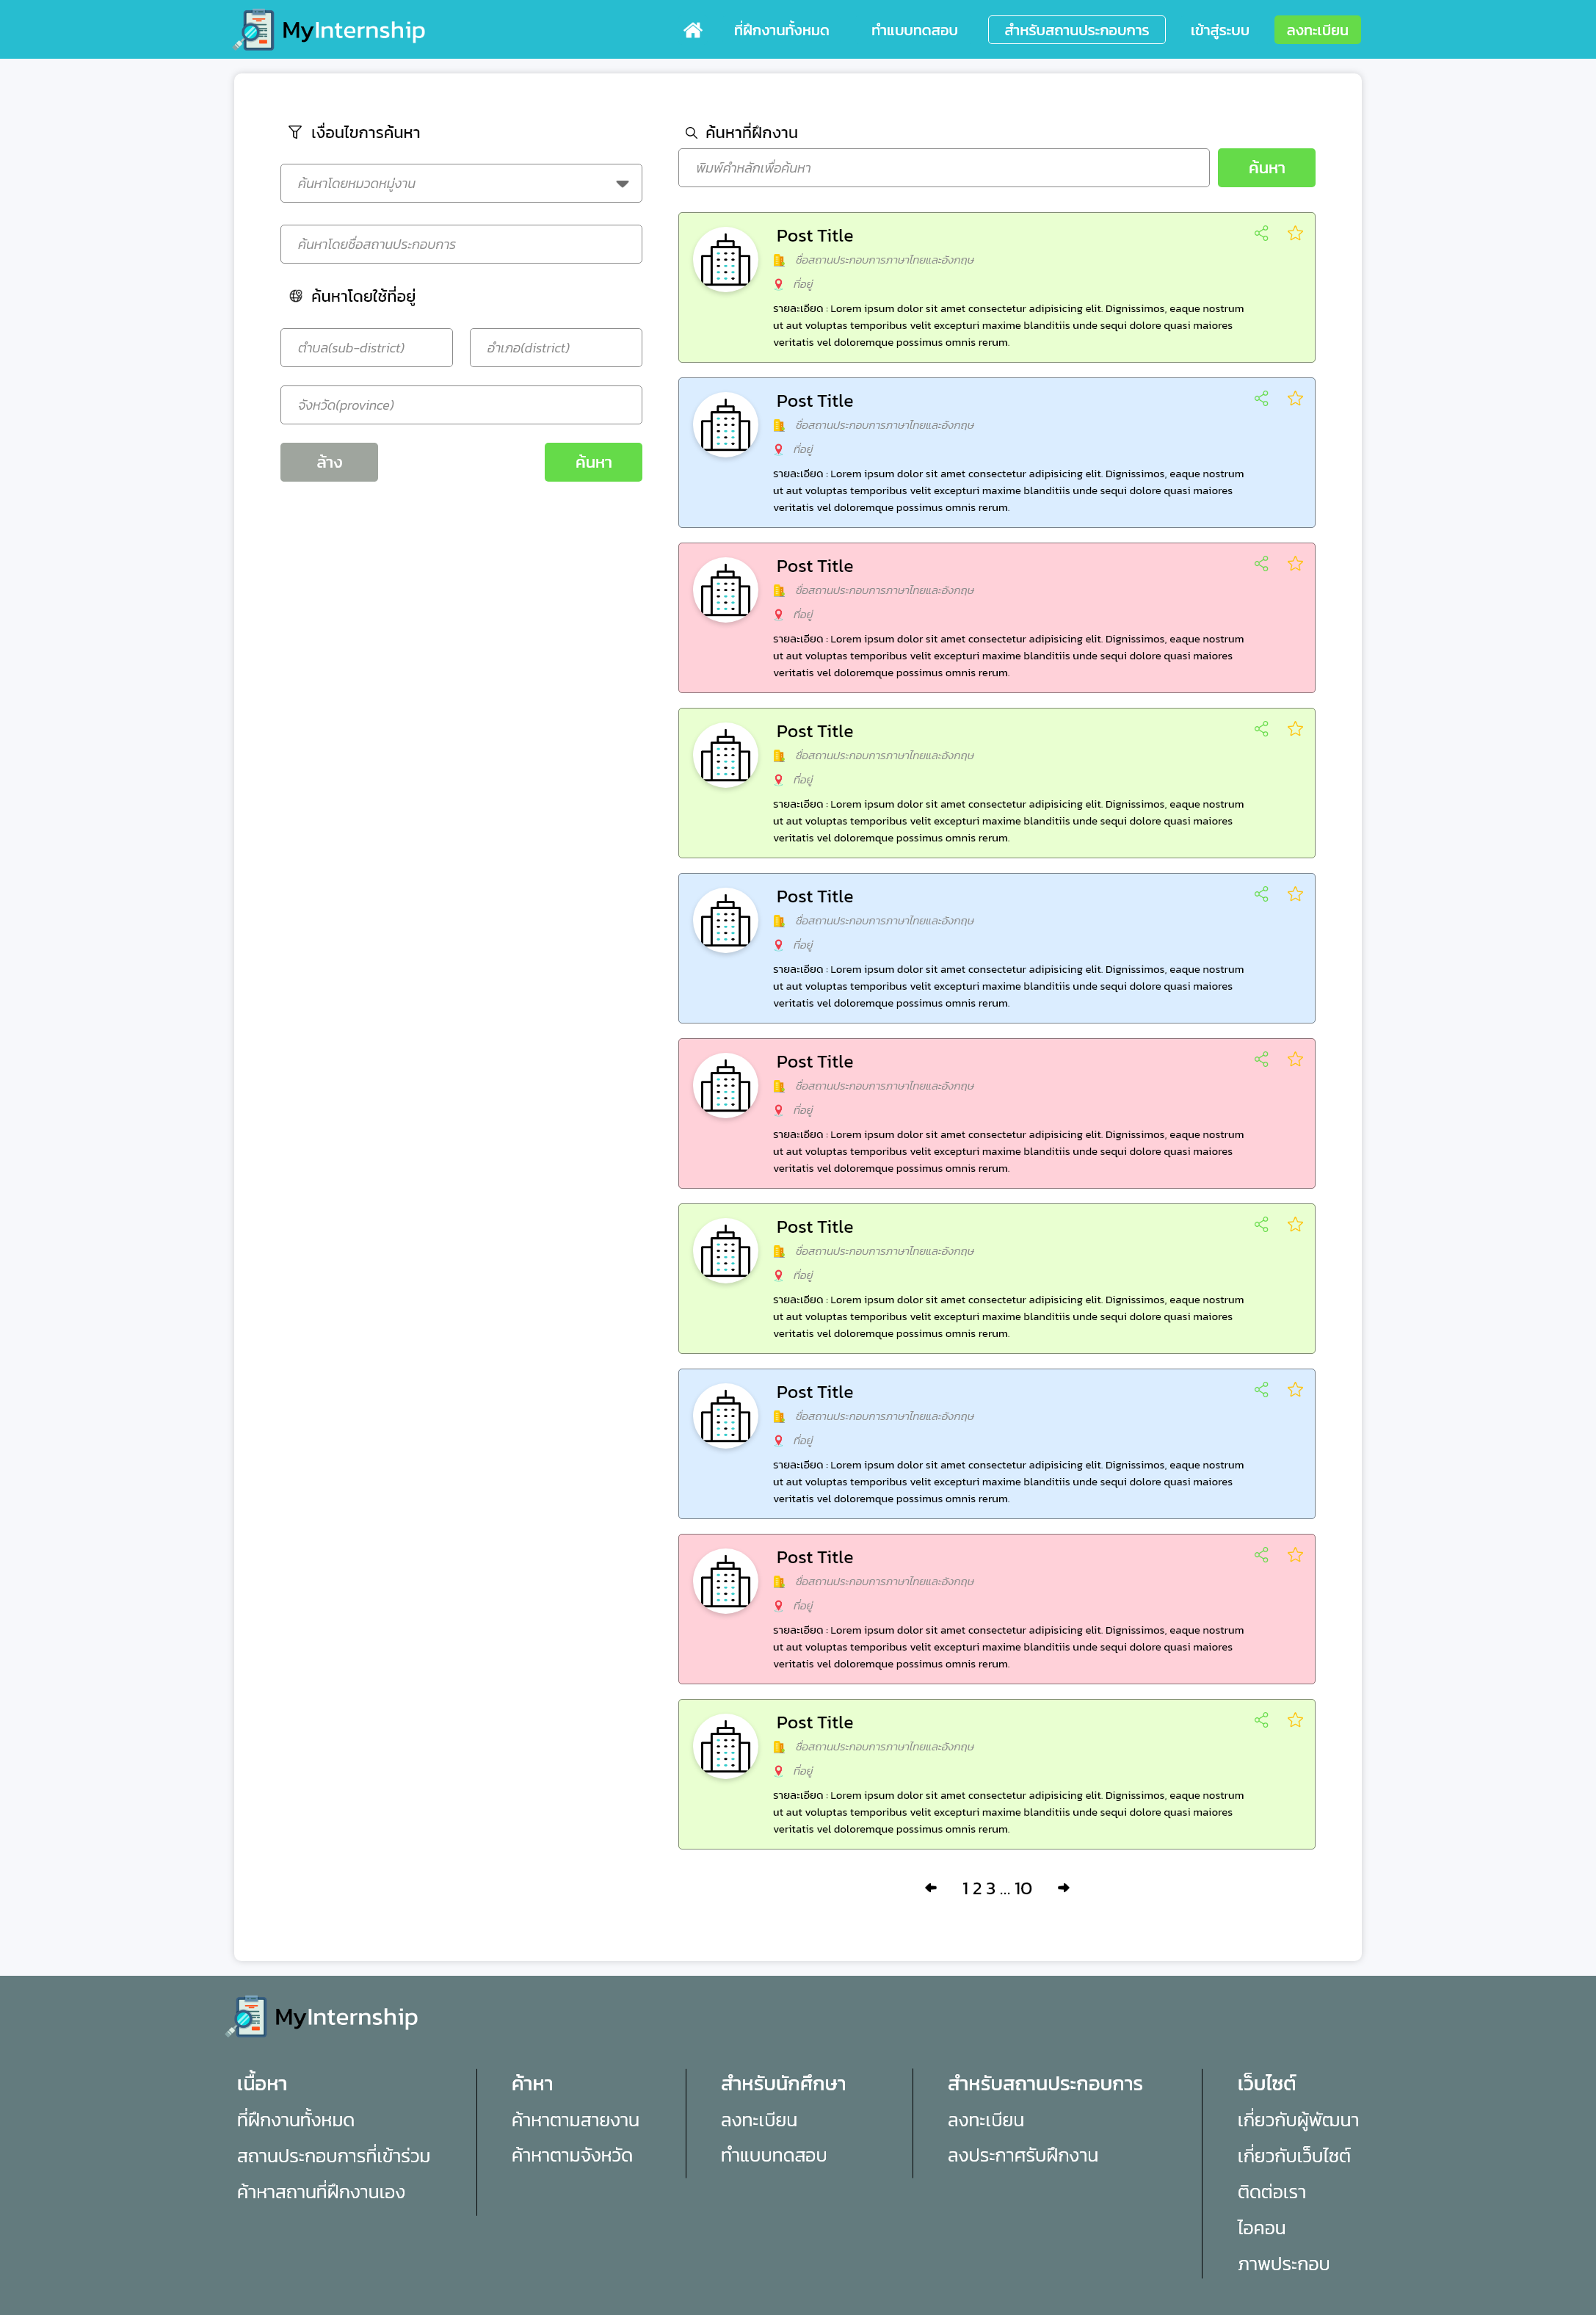 MyInternship
ที่ฝึกงานทั้งหมด
ทำแบบทดสอบ
สำหรับสถานประกอบการ
เข้าสู่ระบบ
ลงทะเบียน
เงื่อนไขการค้นหา
ค้นหาโดยหมวดหมู่งาน
ค้นหาโดยชื่อสถานประกอบการ
ค้นหาโดยใช้ที่อยู่
ตำบล(sub-district)
อำเภอ(district)
จังหวัด(province)
ล้าง
ค้นหา
ค้นหาที่ฝึกงาน
พิมพ์คำหลักเพื่อค้นหา
ค้นหา
Post Title
ชื่อสถานประกอบการภาษาไทยและอังกฤษ
ที่อยู่
รายละเอียด : Lorem ipsum dolor sit amet consectetur adipisicing elit. Dignissimos, eaque nostrum
ut aut voluptas temporibus velit excepturi maxime blanditiis unde sequi dolore quasi maiores
veritatis vel doloremque possimus omnis rerum.
Post Title
ชื่อสถานประกอบการภาษาไทยและอังกฤษ
ที่อยู่
รายละเอียด : Lorem ipsum dolor sit amet consectetur adipisicing elit. Dignissimos, eaque nostrum
ut aut voluptas temporibus velit excepturi maxime blanditiis unde sequi dolore quasi maiores
veritatis vel doloremque possimus omnis rerum.
Post Title
ชื่อสถานประกอบการภาษาไทยและอังกฤษ
ที่อยู่
รายละเอียด : Lorem ipsum dolor sit amet consectetur adipisicing elit. Dignissimos, eaque nostrum
ut aut voluptas temporibus velit excepturi maxime blanditiis unde sequi dolore quasi maiores
veritatis vel doloremque possimus omnis rerum.
Post Title
ชื่อสถานประกอบการภาษาไทยและอังกฤษ
ที่อยู่
รายละเอียด : Lorem ipsum dolor sit amet consectetur adipisicing elit. Dignissimos, eaque nostrum
ut aut voluptas temporibus velit excepturi maxime blanditiis unde sequi dolore quasi maiores
veritatis vel doloremque possimus omnis rerum.
Post Title
ชื่อสถานประกอบการภาษาไทยและอังกฤษ
ที่อยู่
รายละเอียด : Lorem ipsum dolor sit amet consectetur adipisicing elit. Dignissimos, eaque nostrum
ut aut voluptas temporibus velit excepturi maxime blanditiis unde sequi dolore quasi maiores
veritatis vel doloremque possimus omnis rerum.
Post Title
ชื่อสถานประกอบการภาษาไทยและอังกฤษ
ที่อยู่
รายละเอียด : Lorem ipsum dolor sit amet consectetur adipisicing elit. Dignissimos, eaque nostrum
ut aut voluptas temporibus velit excepturi maxime blanditiis unde sequi dolore quasi maiores
veritatis vel doloremque possimus omnis rerum.
Post Title
ชื่อสถานประกอบการภาษาไทยและอังกฤษ
ที่อยู่
รายละเอียด : Lorem ipsum dolor sit amet consectetur adipisicing elit. Dignissimos, eaque nostrum
ut aut voluptas temporibus velit excepturi maxime blanditiis unde sequi dolore quasi maiores
veritatis vel doloremque possimus omnis rerum.
Post Title
ชื่อสถานประกอบการภาษาไทยและอังกฤษ
ที่อยู่
รายละเอียด : Lorem ipsum dolor sit amet consectetur adipisicing elit. Dignissimos, eaque nostrum
ut aut voluptas temporibus velit excepturi maxime blanditiis unde sequi dolore quasi maiores
veritatis vel doloremque possimus omnis rerum.
Post Title
ชื่อสถานประกอบการภาษาไทยและอังกฤษ
ที่อยู่
รายละเอียด : Lorem ipsum dolor sit amet consectetur adipisicing elit. Dignissimos, eaque nostrum
ut aut voluptas temporibus velit excepturi maxime blanditiis unde sequi dolore quasi maiores
veritatis vel doloremque possimus omnis rerum.
Post Title
ชื่อสถานประกอบการภาษาไทยและอังกฤษ
ที่อยู่
รายละเอียด : Lorem ipsum dolor sit amet consectetur adipisicing elit. Dignissimos, eaque nostrum
ut aut voluptas temporibus velit excepturi maxime blanditiis unde sequi dolore quasi maiores
veritatis vel doloremque possimus omnis rerum.
1 2 3 ... 10
MyInternship
เนื้อหา
ที่ฝึกงานทั้งหมด
สถานประกอบการที่เข้าร่วม
ค้าหาสถานที่ฝึกงานเอง
ค้าหา
ค้าหาตามสายงาน
ค้าหาตามจังหวัด
สำหรับนักศึกษา
ลงทะเบียน
ทำแบบทดสอบ
สำหรับสถานประกอบการ
ลงทะเบียน
ลงประกาศรับฝึกงาน
เว็บไซต์
เกี่ยวกับผู้พัฒนา
เกี่ยวกับเว็บไซต์
ติดต่อเรา
ไอคอน
ภาพประกอบ